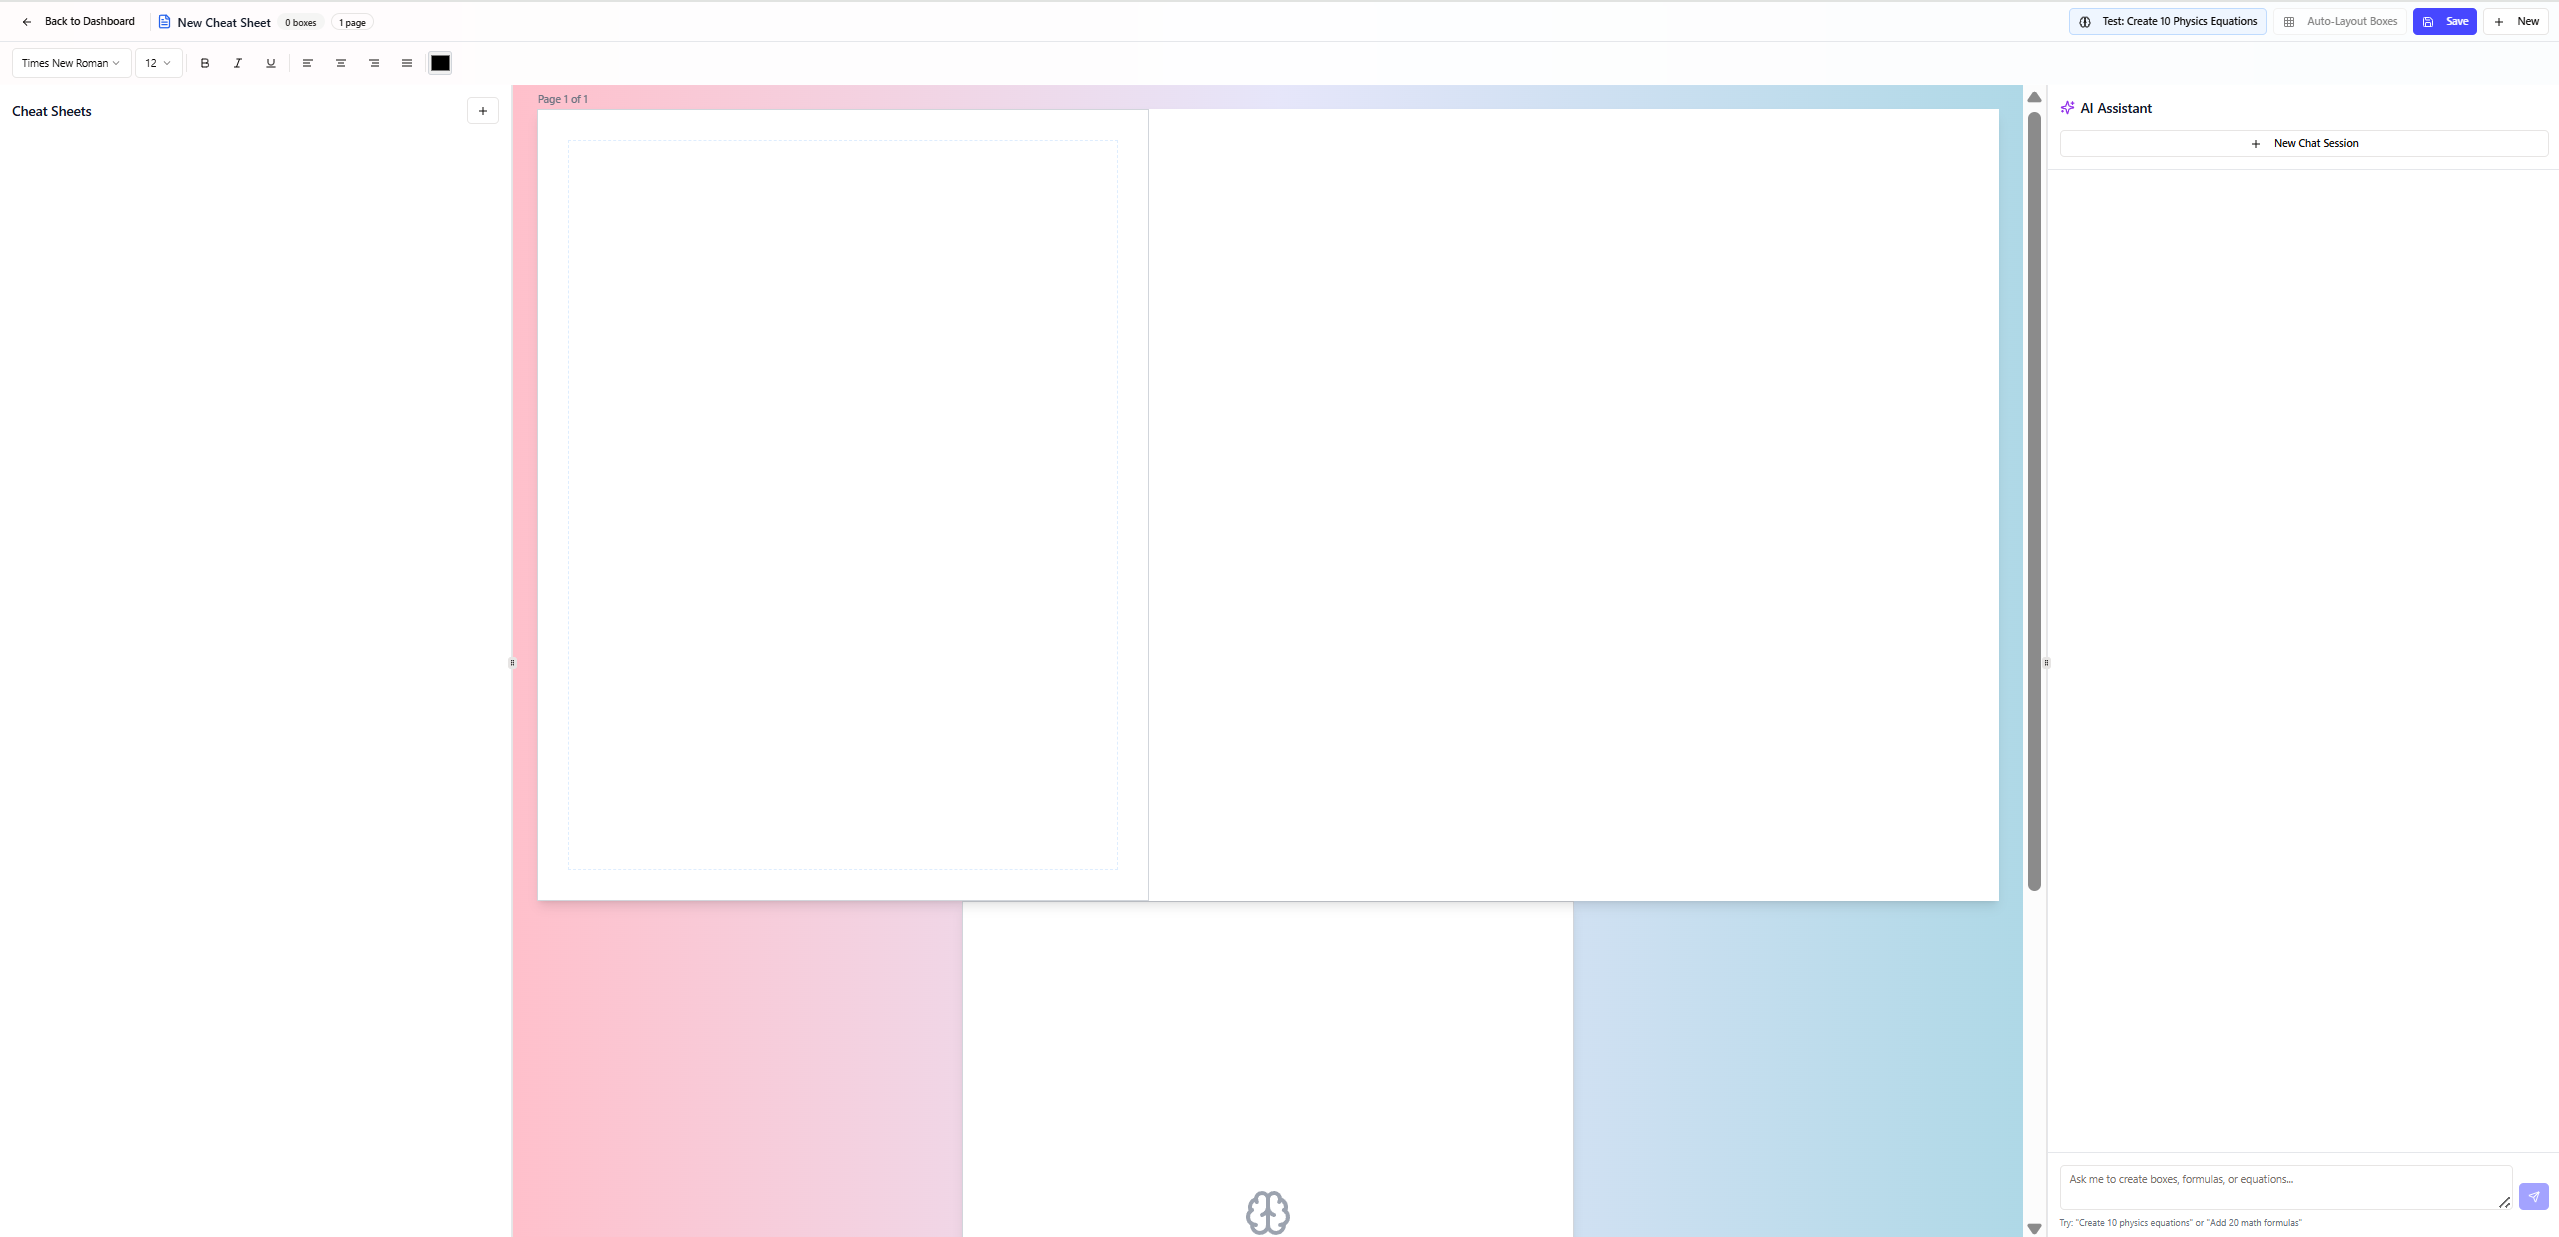 Back to Dashboard
New Cheat Sheet
0 boxes
1 page
Test: Create 10 Physics Equations
Auto-Layout Boxes
Save
New
Times New Roman
12
B
I
U
Cheat Sheets
Page 1 of 1
AI Assistant
New Chat Session
Ask me to create boxes, formulas, or equations...
Try: "Create 10 physics equations" or "Add 20 math formulas"